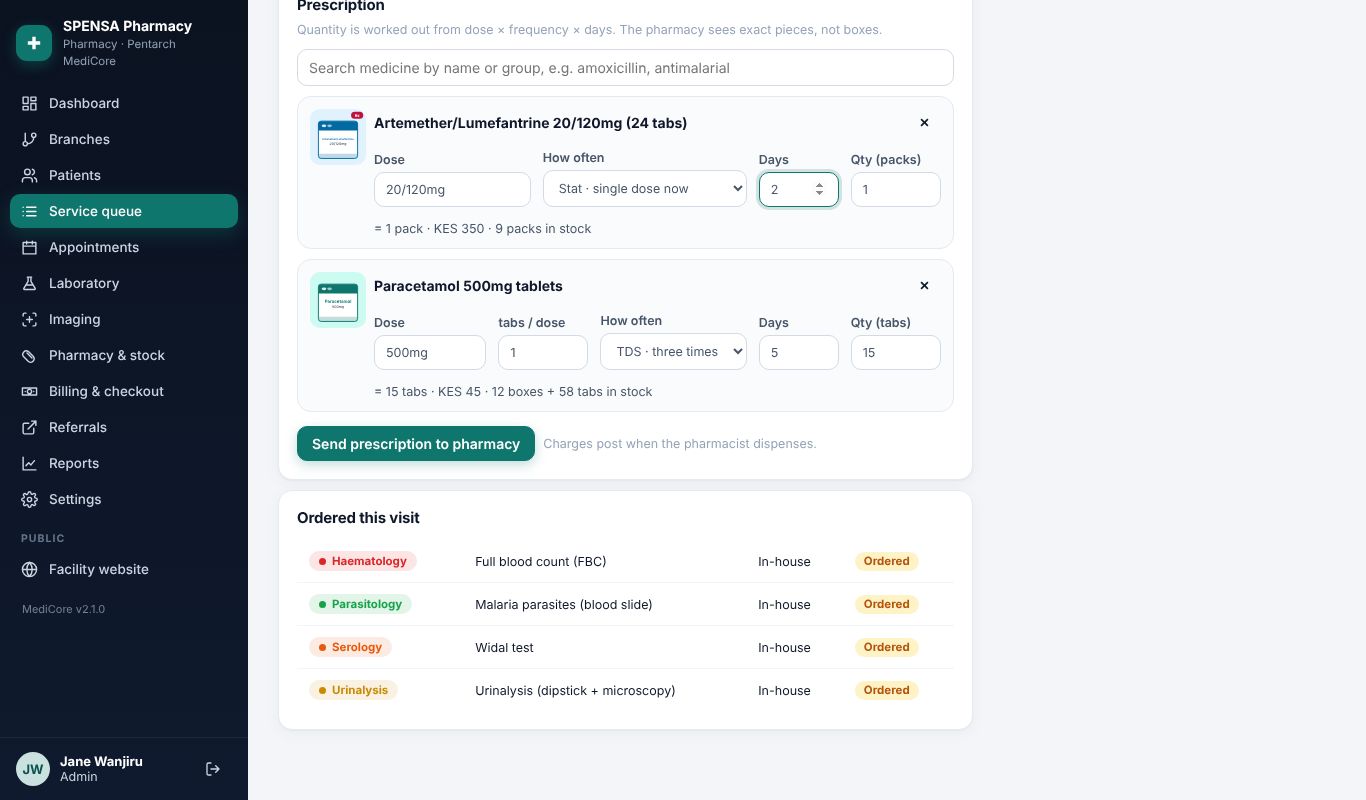 SPENSA Pharmacy
Pharmacy · Pentarch
MediCore
Dashboard
Branches
Patients
Service queue
Appointments
Laboratory
Imaging
Pharmacy & stock
Billing & checkout
Referrals
Reports
Settings
PUBLIC
Facility website
MediCore v2.1.0
JW
Jane Wanjiru
Admin
Prescription
Quantity is worked out from dose × frequency × days. The pharmacy sees exact pieces, not boxes.
Search medicine by name or group, e.g. amoxicillin, antimalarial
Artemether/Lumefantrine 20/120mg (24 tabs) ×
Dose How often Days Qty (packs)
20/120mg Stat · single dose now 2 1
= 1 pack · KES 350 · 9 packs in stock
Paracetamol
500mg
Paracetamol 500mg tablets ×
Dose tabs / dose How often Days Qty (tabs)
500mg 1 TDS · three times 5 15
= 15 tabs · KES 45 · 12 boxes + 58 tabs in stock
Send prescription to pharmacy Charges post when the pharmacist dispenses.
Ordered this visit
Haematology Full blood count (FBC) In-house Ordered
Parasitology Malaria parasites (blood slide) In-house Ordered
Serology Widal test In-house Ordered
Urinalysis Urinalysis (dipstick + microscopy) In-house Ordered